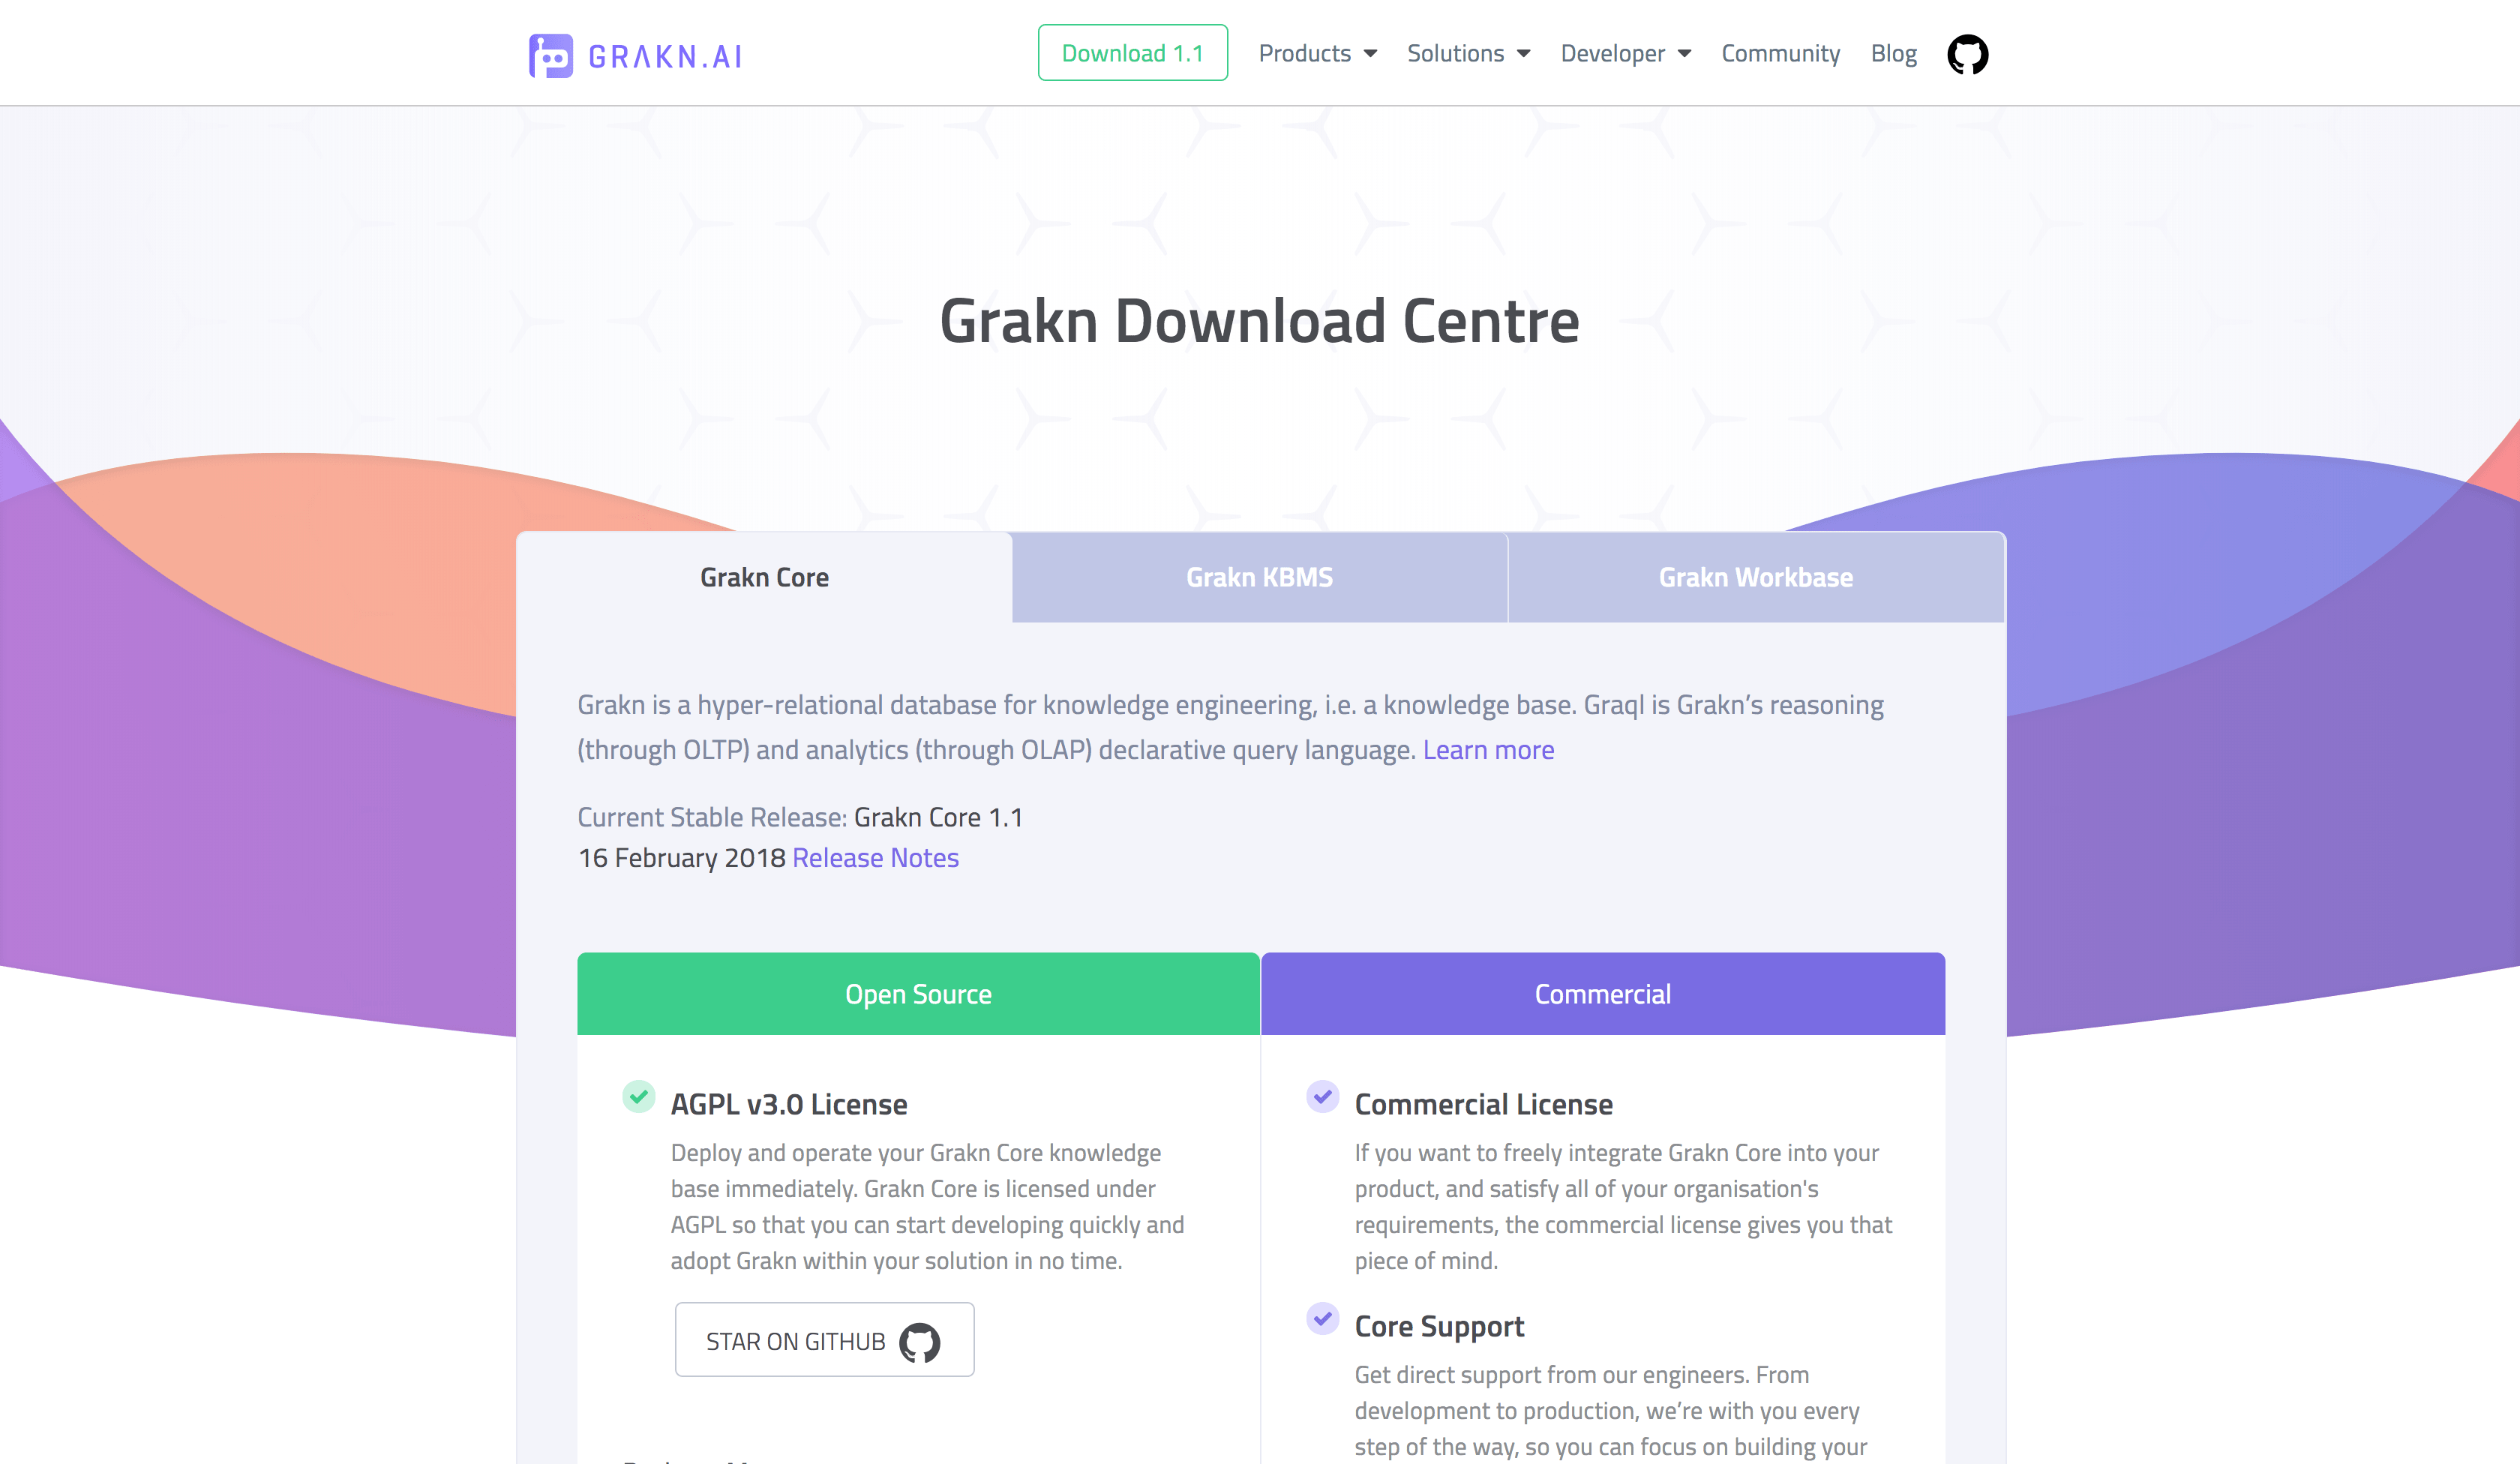 GRAKN.AI
Download 1.1 Products Solutions Developer Community Blog
Grakn Download Centre
Grakn Core Grakn KBMS Grakn Workbase
Grakn is a hyper-relational database for knowledge engineering, i.e. a knowledge base. Graql is Grakn’s reasoning
(through OLTP) and analytics (through OLAP) declarative query language. Learn more
Current Stable Release: Grakn Core 1.1
16 February 2018 Release Notes
Open Source
AGPL v3.0 License
Deploy and operate your Grakn Core knowledge
base immediately. Grakn Core is licensed under
AGPL so that you can start developing quickly and
adopt Grakn within your solution in no time.
STAR ON GITHUB
Commercial
Commercial License
If you want to freely integrate Grakn Core into your
product, and satisfy all of your organisation's
requirements, the commercial license gives you that
piece of mind.
Core Support
Get direct support from our engineers. From
development to production, we’re with you every
step of the way, so you can focus on building your